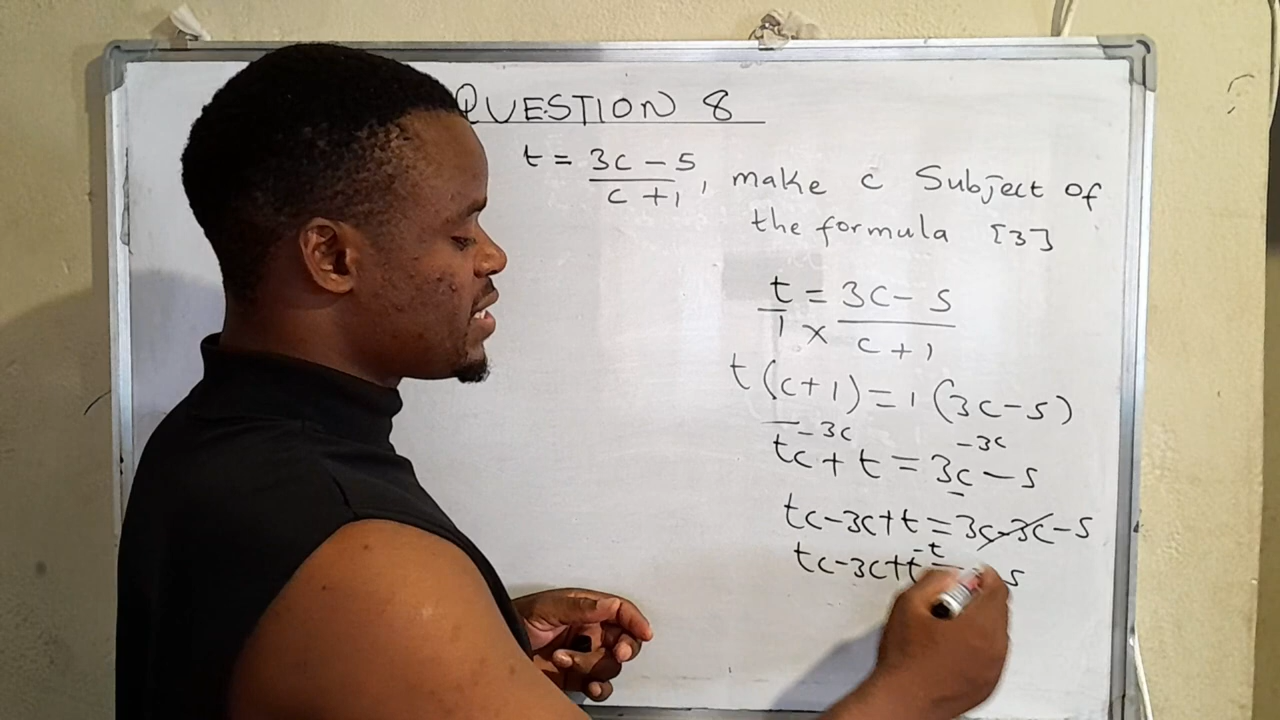 QUESTION 8
t = 3c - 5
c + 1 , make c Subject of
the formula [3]
t = 3c - 5
1 x c + 1
t(c+1) = 1(3c-5)
-3c -3c
tc + t = 3c - 5
tc-3c+t = 3c-3c-5
-t
tc-3c+t = 5